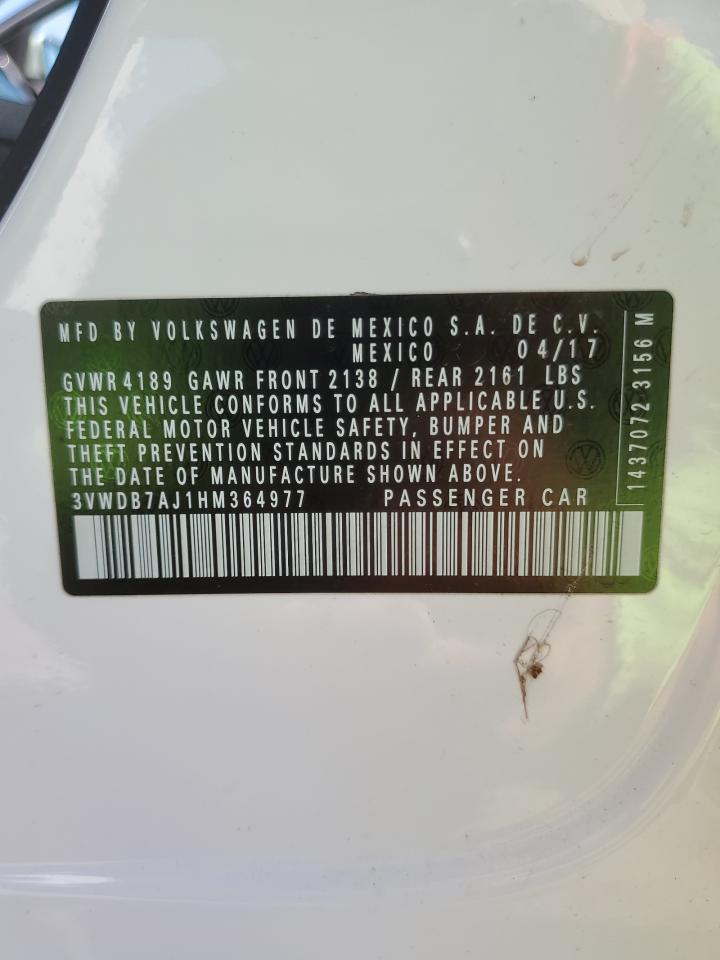 MFD BY VOLKSWAGEN DE MEXICO S.A. DE C.V.
MEXICO 04/17
GVWR 4189 GAWR FRONT 2138 / REAR 2161 LBS
THIS VEHICLE CONFORMS TO ALL APPLICABLE U.S.
FEDERAL MOTOR VEHICLE SAFETY, BUMPER AND
THEFT PREVENTION STANDARDS IN EFFECT ON
THE DATE OF MANUFACTURE SHOWN ABOVE.
3VWDB7AJ1HM364977 PASSENGER CAR
1437072 3156 M